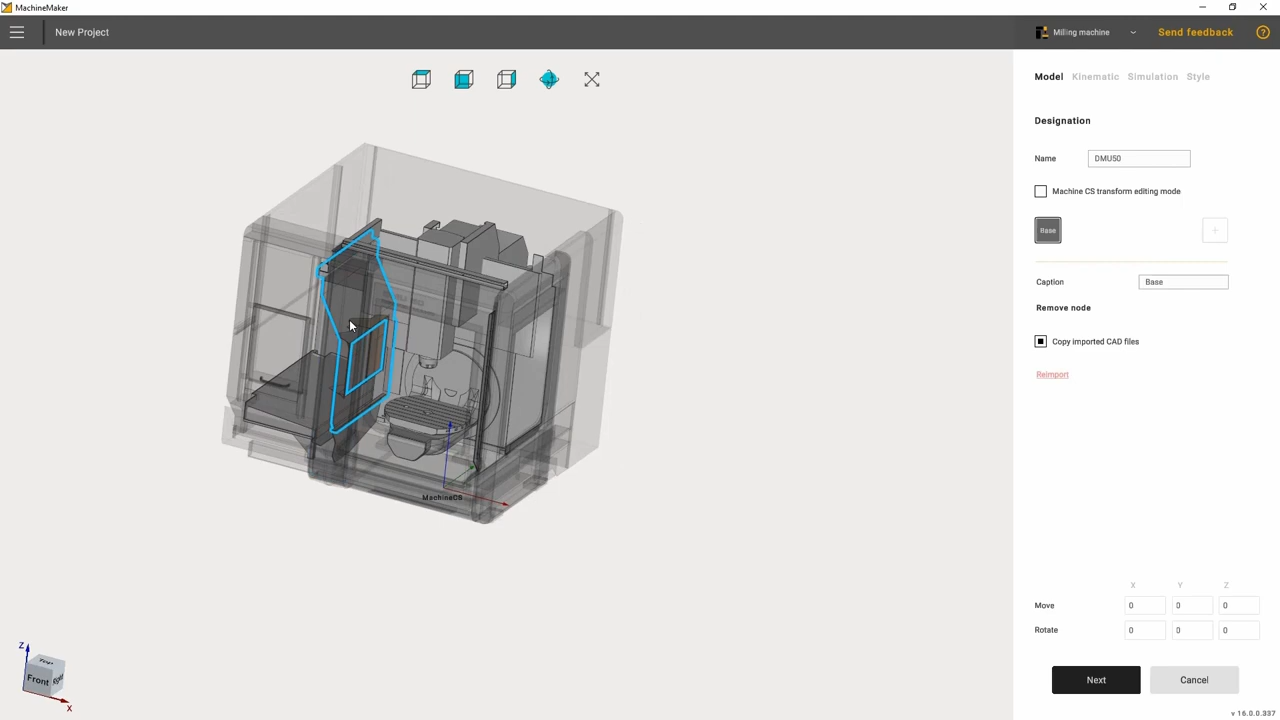 MachineMaker
New Project
Milling machine
Send feedback
?
Model Kinematic Simulation Style
Designation
Name DMU50
Machine CS transform editing mode
Base +
Caption Base
Remove node
Copy imported CAD files
Reimport
MachineCS
X Y Z
Move 0 0 0
Rotate 0 0 0
Next Cancel
Z
Top
Front Right
X
v 16.0.0.337